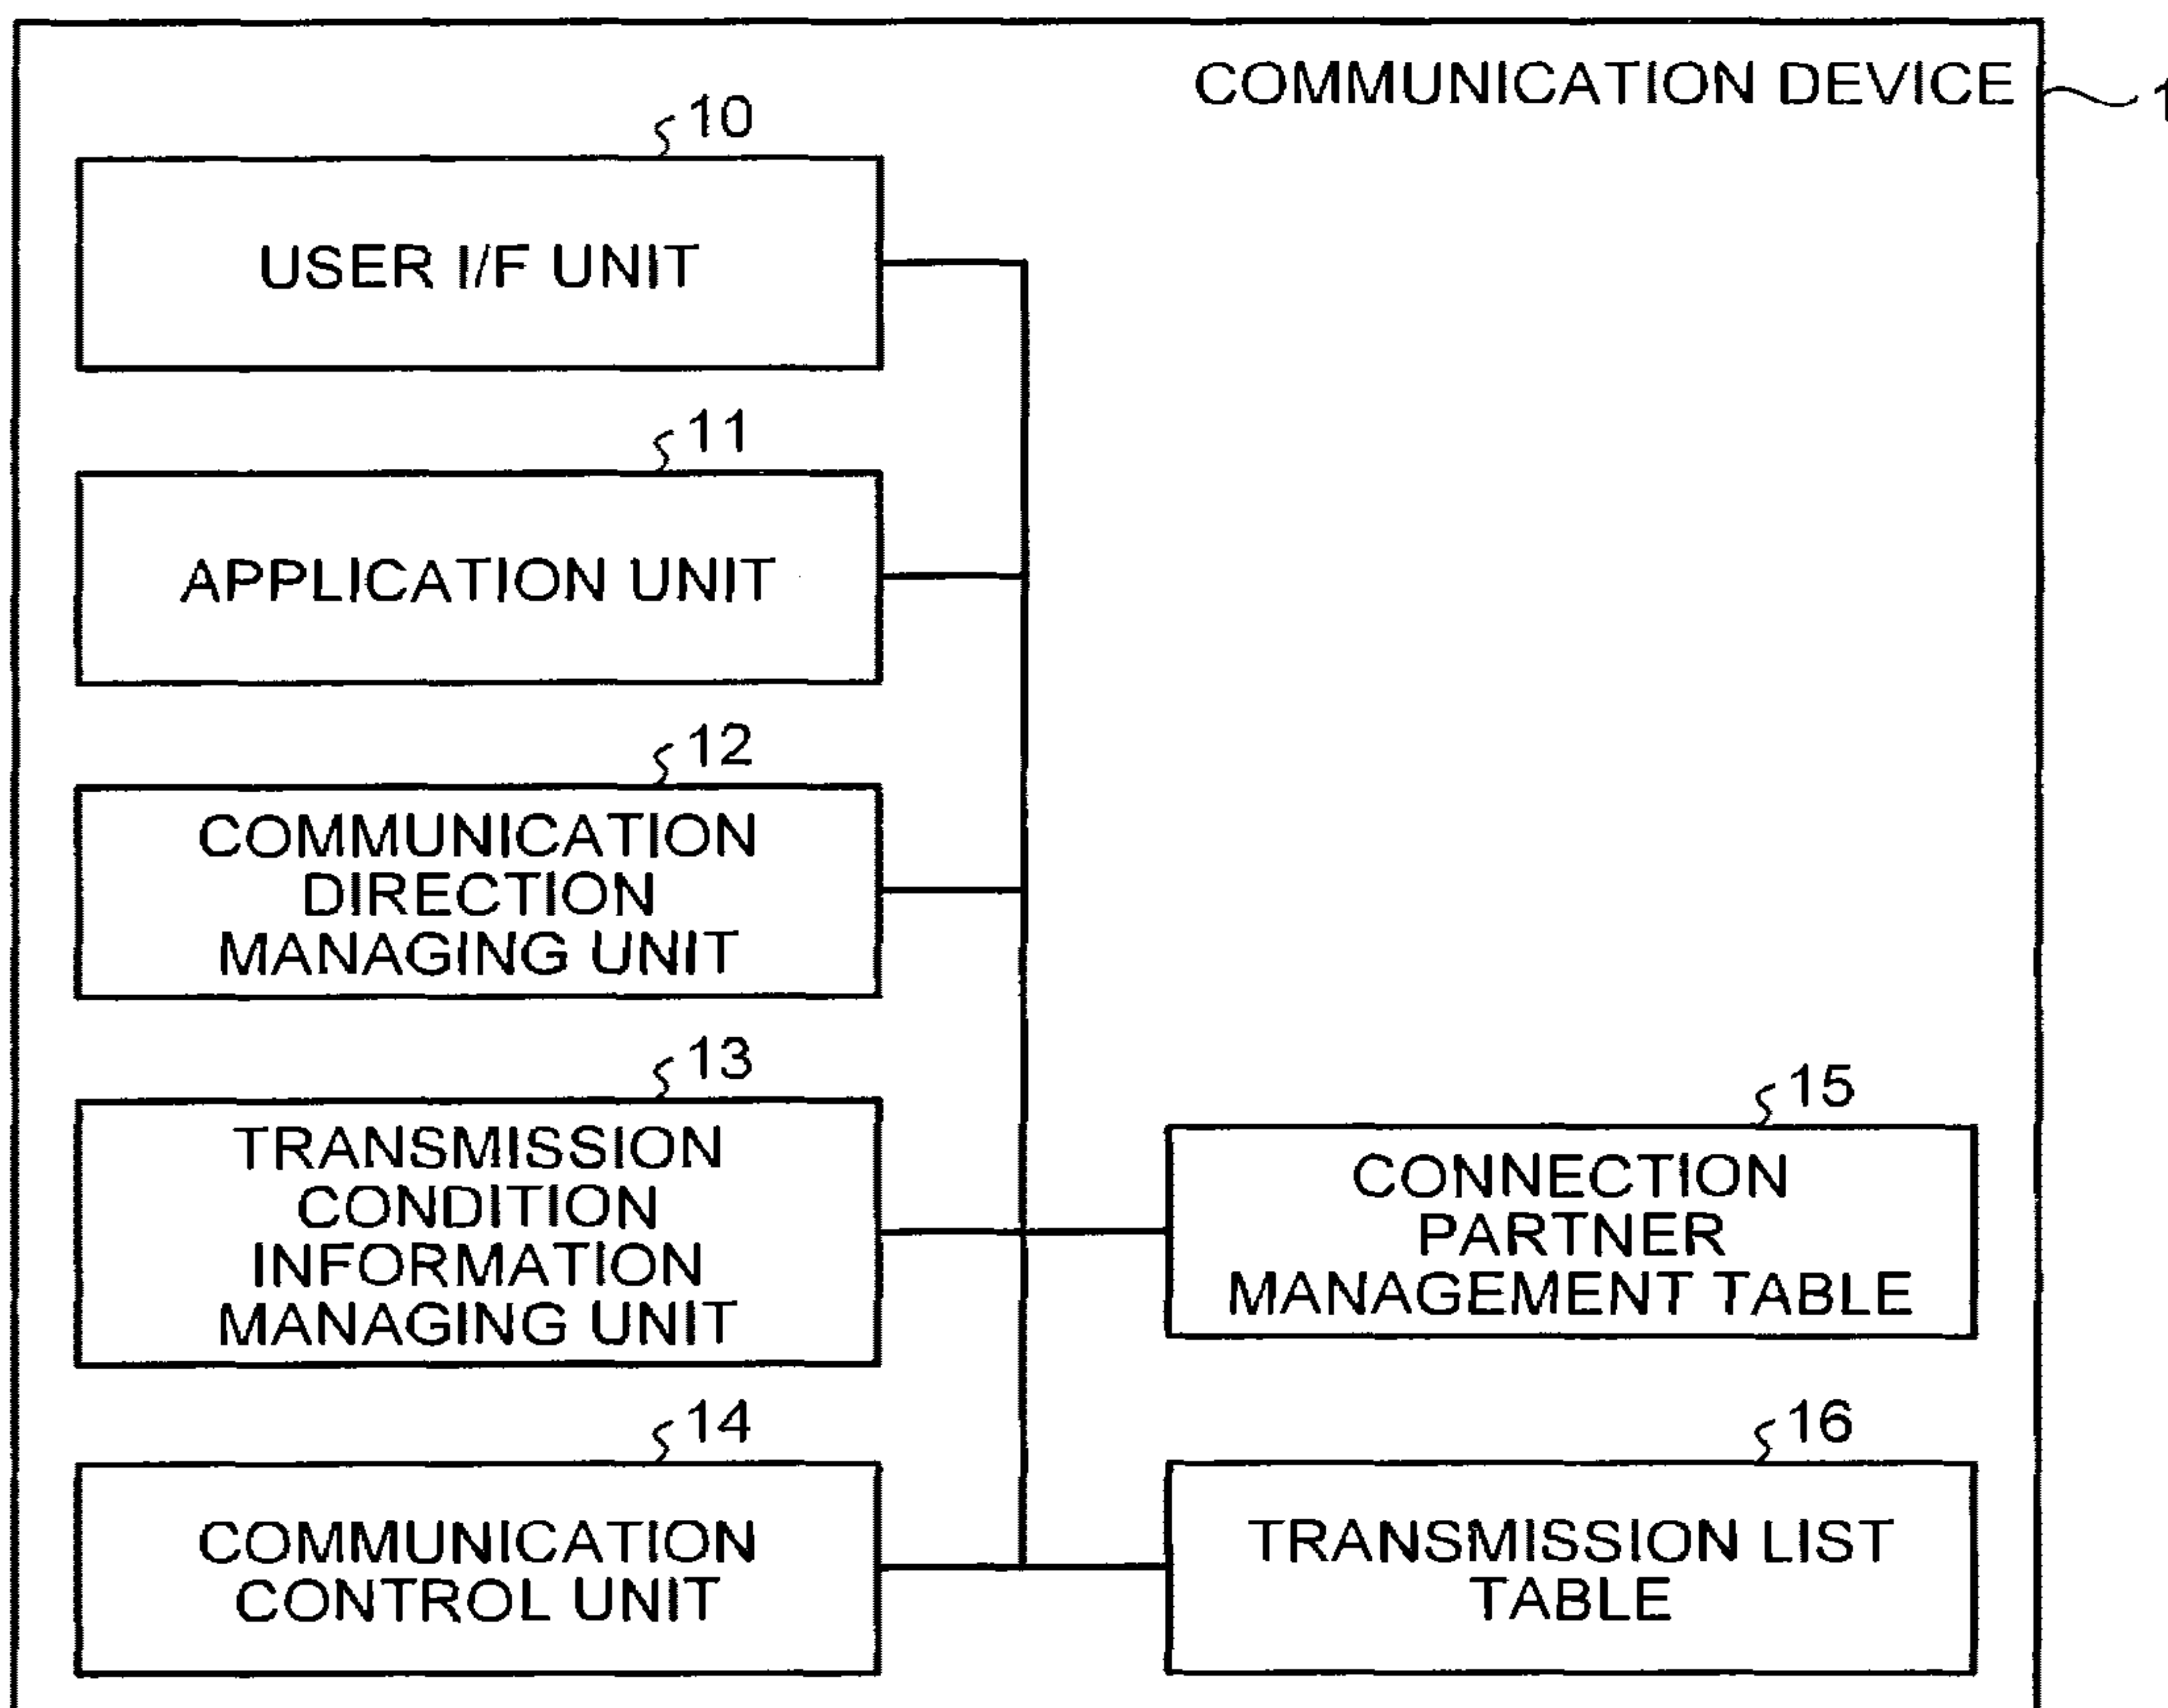 COMMUNICATION DEVICE
1
10
USER I/F UNIT
11
APPLICATION UNIT
12
COMMUNICATION
DIRECTION
MANAGING UNIT
13
TRANSMISSION
CONDITION
INFORMATION
MANAGING UNIT
15
CONNECTION
PARTNER
MANAGEMENT TABLE
14
COMMUNICATION
CONTROL UNIT
16
TRANSMISSION LIST
TABLE